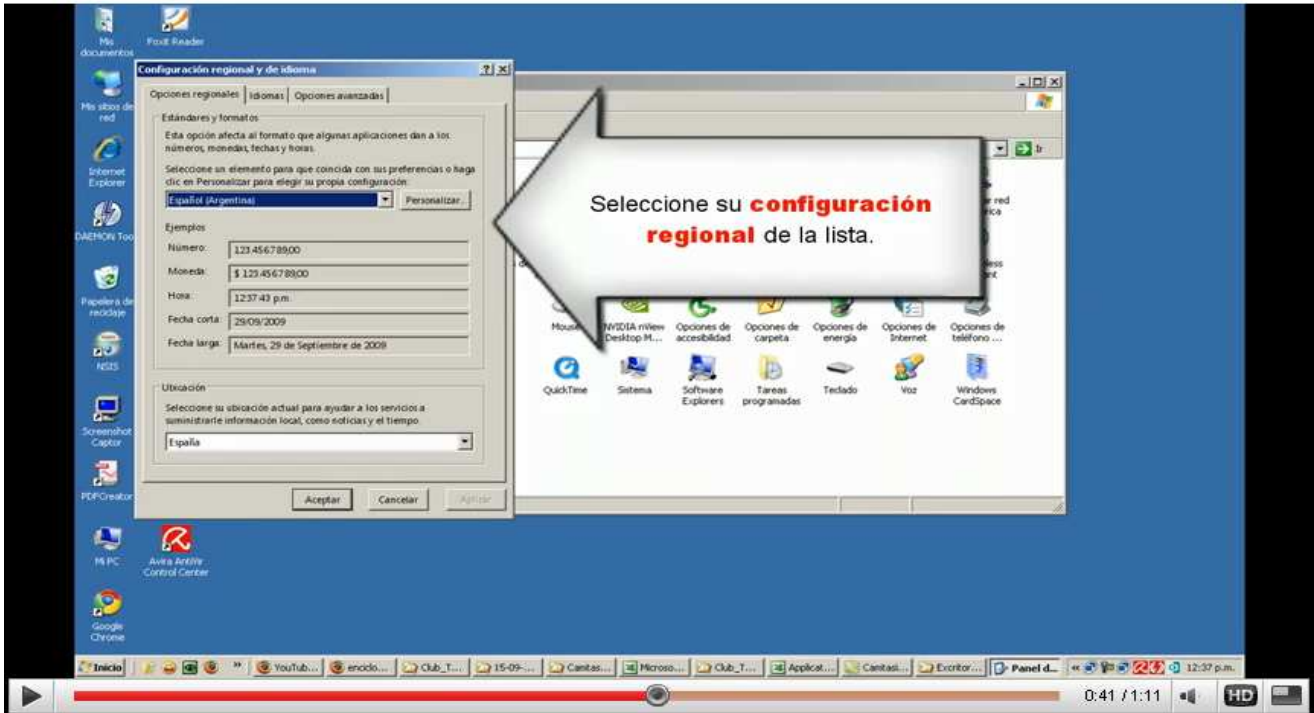 Mis
documentos
Foxit Reader
Mis sitios de
red
Internet
Explorer
DAEMON Too
Papelera de
reciclaje
NSIS
Screenshot
Captor
PDFCreator
Mi PC
Avira AntiVir
Control Center
Google
Chrome
Configuración regional y de idioma
Opciones regionales
Idiomas
Opciones avanzadas
Estándares y formatos
Esta opción afecta al formato que algunas aplicaciones dan a los
números, monedas, fechas y horas.
Seleccione un elemento para que coincida con sus preferencias o haga
clic en Personalizar para elegir su propia configuración:
Español (Argentina)
Personalizar...
Ejemplos
Número:
123.456.789,00
Moneda:
$ 123.456.789,00
Hora:
12:37:43 p.m.
Fecha corta:
29/09/2009
Fecha larga:
Martes, 29 de Septiembre de 2009
Ubicación
Seleccione su ubicación actual para ayudar a los servicios a
suministrarle información local, como noticias y el tiempo.
España
Aceptar
Cancelar
Aplicar
Seleccione su configuración
regional de la lista.
Ir
Mouse
NVIDIA nView
Desktop M...
Opciones de
accesibilidad
Opciones de
carpeta
Opciones de
energía
Opciones de
Internet
Opciones de
teléfono ...
QuickTime
Sistema
Software
Explorers
Tareas
programadas
Teclado
Voz
Windows
CardSpace
Inicio
YouTub...
enciclo...
Club_T...
15-09-...
Camtas...
Microso...
Club_T...
Applicat...
Camtasi...
Escritor...
Panel d...
12:37 p.m.
0:41 / 1:11
HD